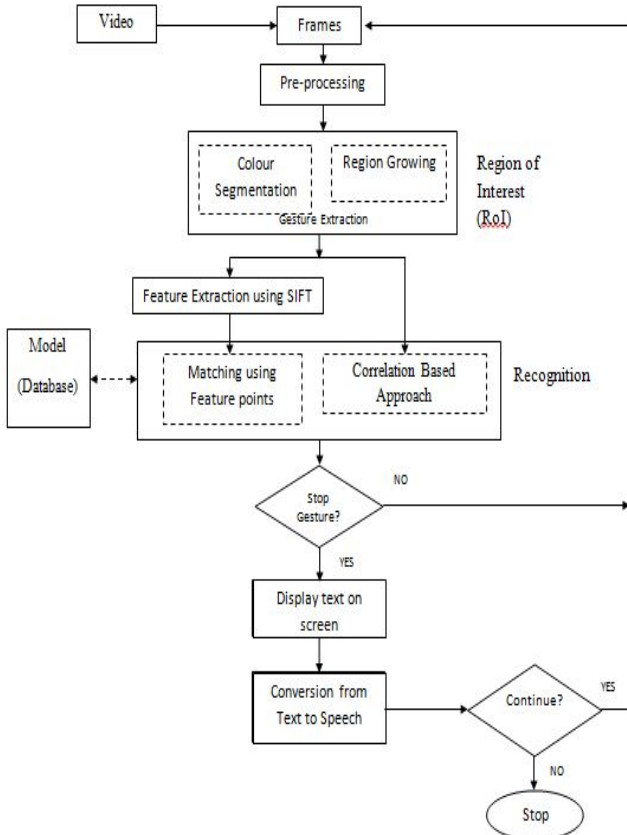 Video
Frames
Pre-processing
Colour
Segmentation
Region Growing
Gesture Extraction
Region of
Interest
(RoI)
Feature Extraction using SIFT
Model
(Database)
Matching using
Feature points
Correlation Based
Approach
Recognition
Stop
Gesture?
NO
YES
Display text on
screen
Conversion from
Text to Speech
Continue?
YES
NO
Stop